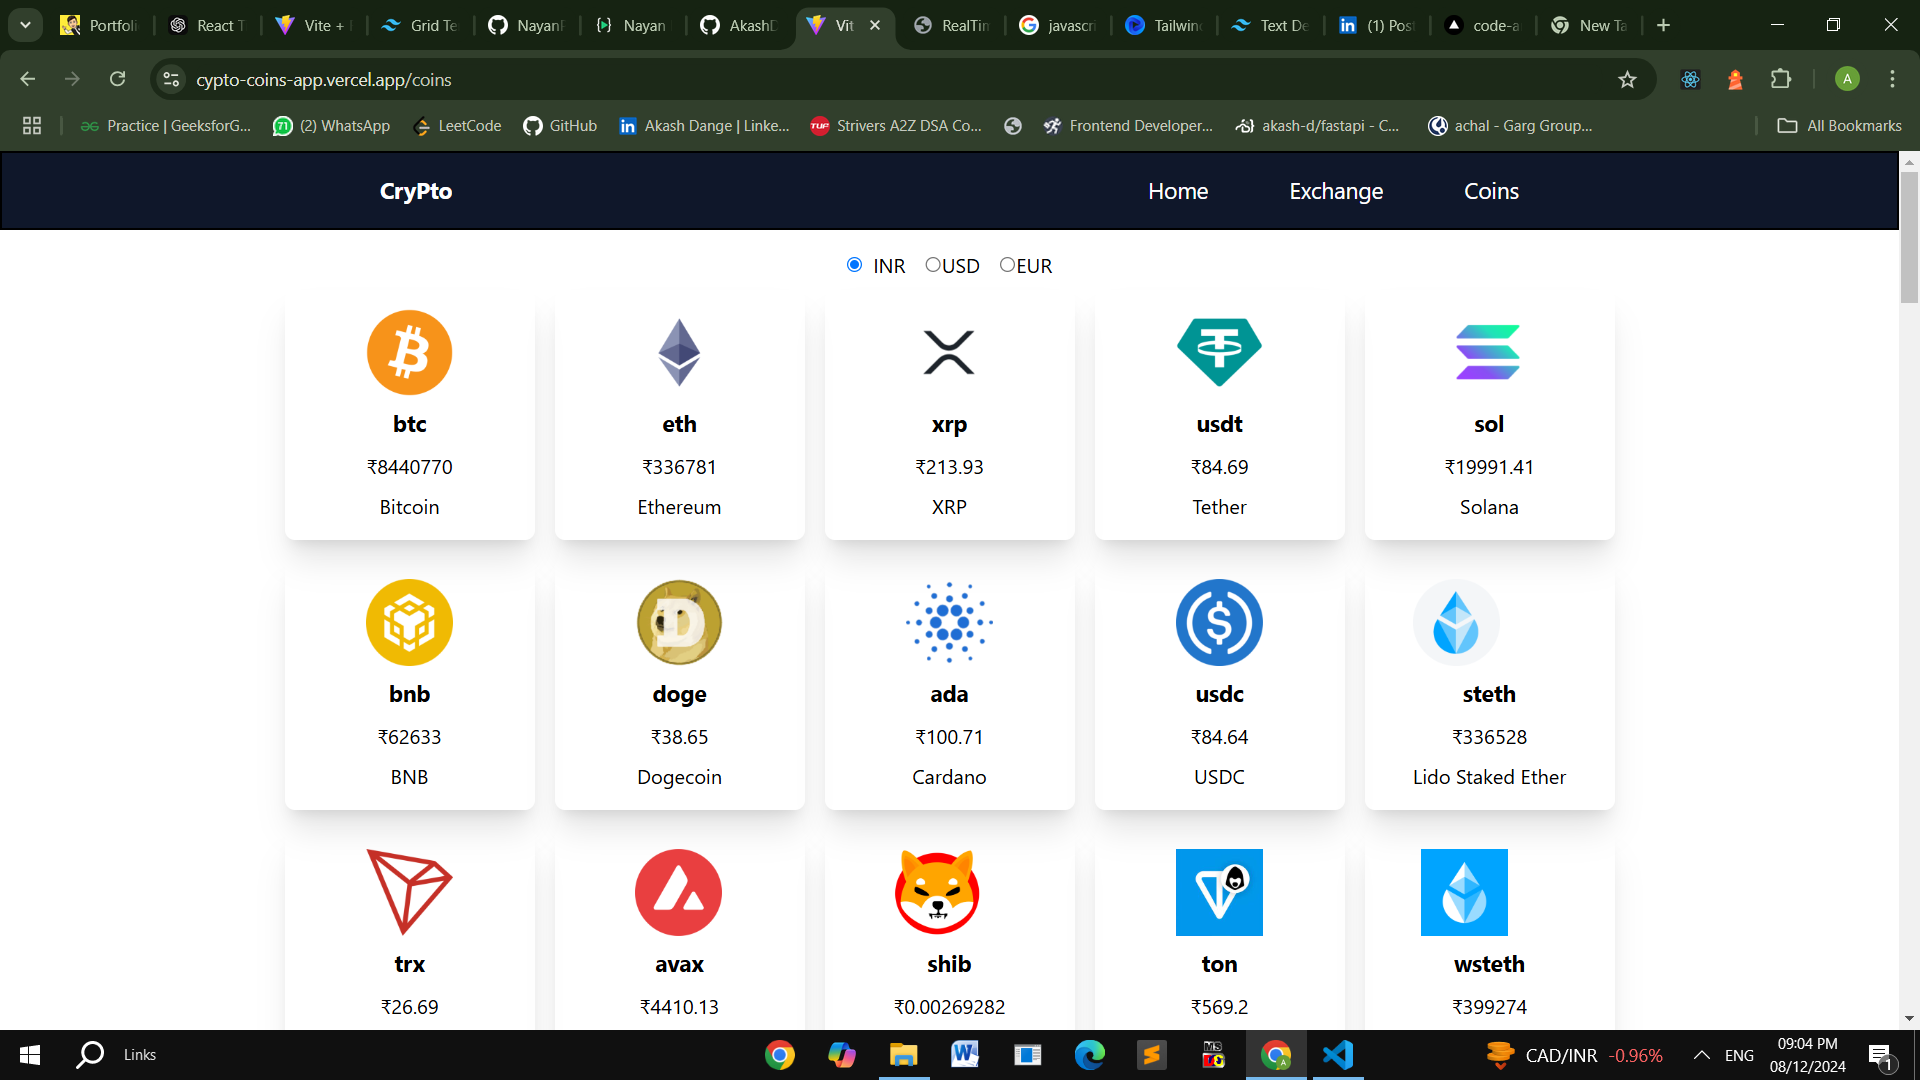 Portfoli
React T
Vite +
Grid Te
Nayan
Nayan
AkashD
Vit
RealTim
javascri
Tailwin
Text De
(1) Post
code-a
New Ta
cypto-coins-app.vercel.app/coins
A
Practice | GeeksforG...
71
(2) WhatsApp
LeetCode
GitHub
Akash Dange | Linke...
TUF
Strivers A2Z DSA Co...
Frontend Developer...
akash-d/fastapi - C...
achal - Garg Group...
All Bookmarks
CryPto
Home
Exchange
Coins
INR
USD
EUR
btc
eth
xrp
usdt
sol
₹8440770
₹336781
₹213.93
₹84.69
₹19991.41
Bitcoin
Ethereum
XRP
Tether
Solana
bnb
doge
ada
usdc
steth
₹62633
₹38.65
₹100.71
₹84.64
₹336528
BNB
Dogecoin
Cardano
USDC
Lido Staked Ether
trx
avax
shib
ton
wsteth
₹26.69
₹4410.13
₹0.00269282
₹569.2
₹399274
Links
CAD/INR -0.96%
ENG
09:04 PM
08/12/2024
1